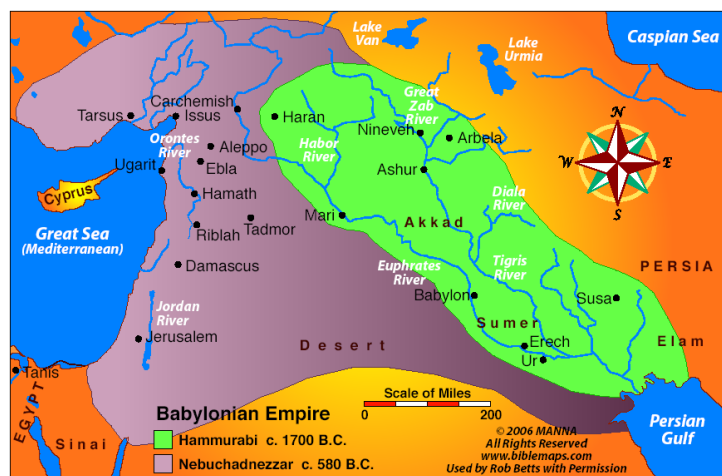 Lake
Van
Lake
Urmia
Caspian Sea
Carchemish
Tarsus
Issus
Haran
Great
Zab
River
Nineveh
Arbela
Orontes
River
Aleppo
Habor
River
Ugarit
Ebla
Ashur
N
W
E
S
Cyprus
Hamath
Diala
River
Mari
Akkad
Great Sea
(Mediterranean)
Riblah
Tadmor
Damascus
Euphrates
River
Tigris
River
PERSIA
Babylon
Susa
Jordan
River
Sumer
Jerusalem
Desert
Erech
Elam
Ur
Tanis
EGYPT
Sinai
Scale of Miles
0
200
Babylonian Empire
Hammurabi c. 1700 B.C.
Nebuchadnezzar c. 580 B.C.
Persian
Gulf
© 2006 MANNA
All Rights Reserved
www.biblemaps.com
Used by Rob Betts with Permission